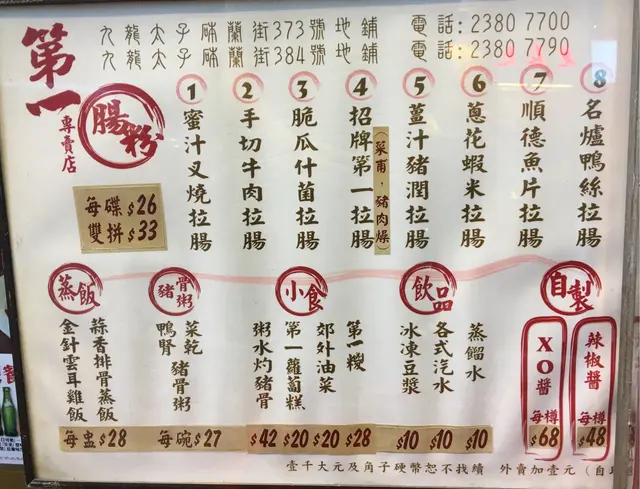 九龍太子砵蘭街373號地鋪 電話:2380 7700
九龍太子砵蘭街384號地鋪 電話:2380 7790
第一
專賣店
腸粉
每碟$26
雙拼$33
1 蜜汁叉燒拉腸
2 手切牛肉拉腸
3 脆瓜什菌拉腸
4 招牌第一拉腸
(菜甫，豬肉燥)
5 薑汁豬潤拉腸
6 蔥花蝦米拉腸
7 順德魚片拉腸
8 名爐鴨絲拉腸
蒸飯
蒜香排骨蒸飯
金針雲耳雞飯
每盅$28
豬骨粥
菜乾
鴨腎
豬骨粥
每碗$27
小食
第一糉 $28
郊外油菜 $20
第一蘿蔔糕 $20
粥水灼豬骨 $42
飲品
蒸餾水 $10
各式汽水 $10
冰凍豆漿 $10
自製
辣椒醬
每樽
$48
XO醬
每樽
$68
壹千大元及角子硬幣恕不找續 外賣加壹元